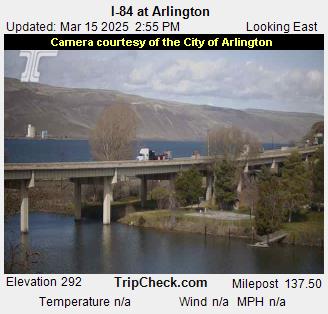 I-84 at Arlington
Updated: Mar 15 2025 2:55 PM Looking East
Camera courtesy of the City of Arlington
Elevation 292 TripCheck.com Milepost 137.50
Temperature n/a Wind n/a MPH n/a